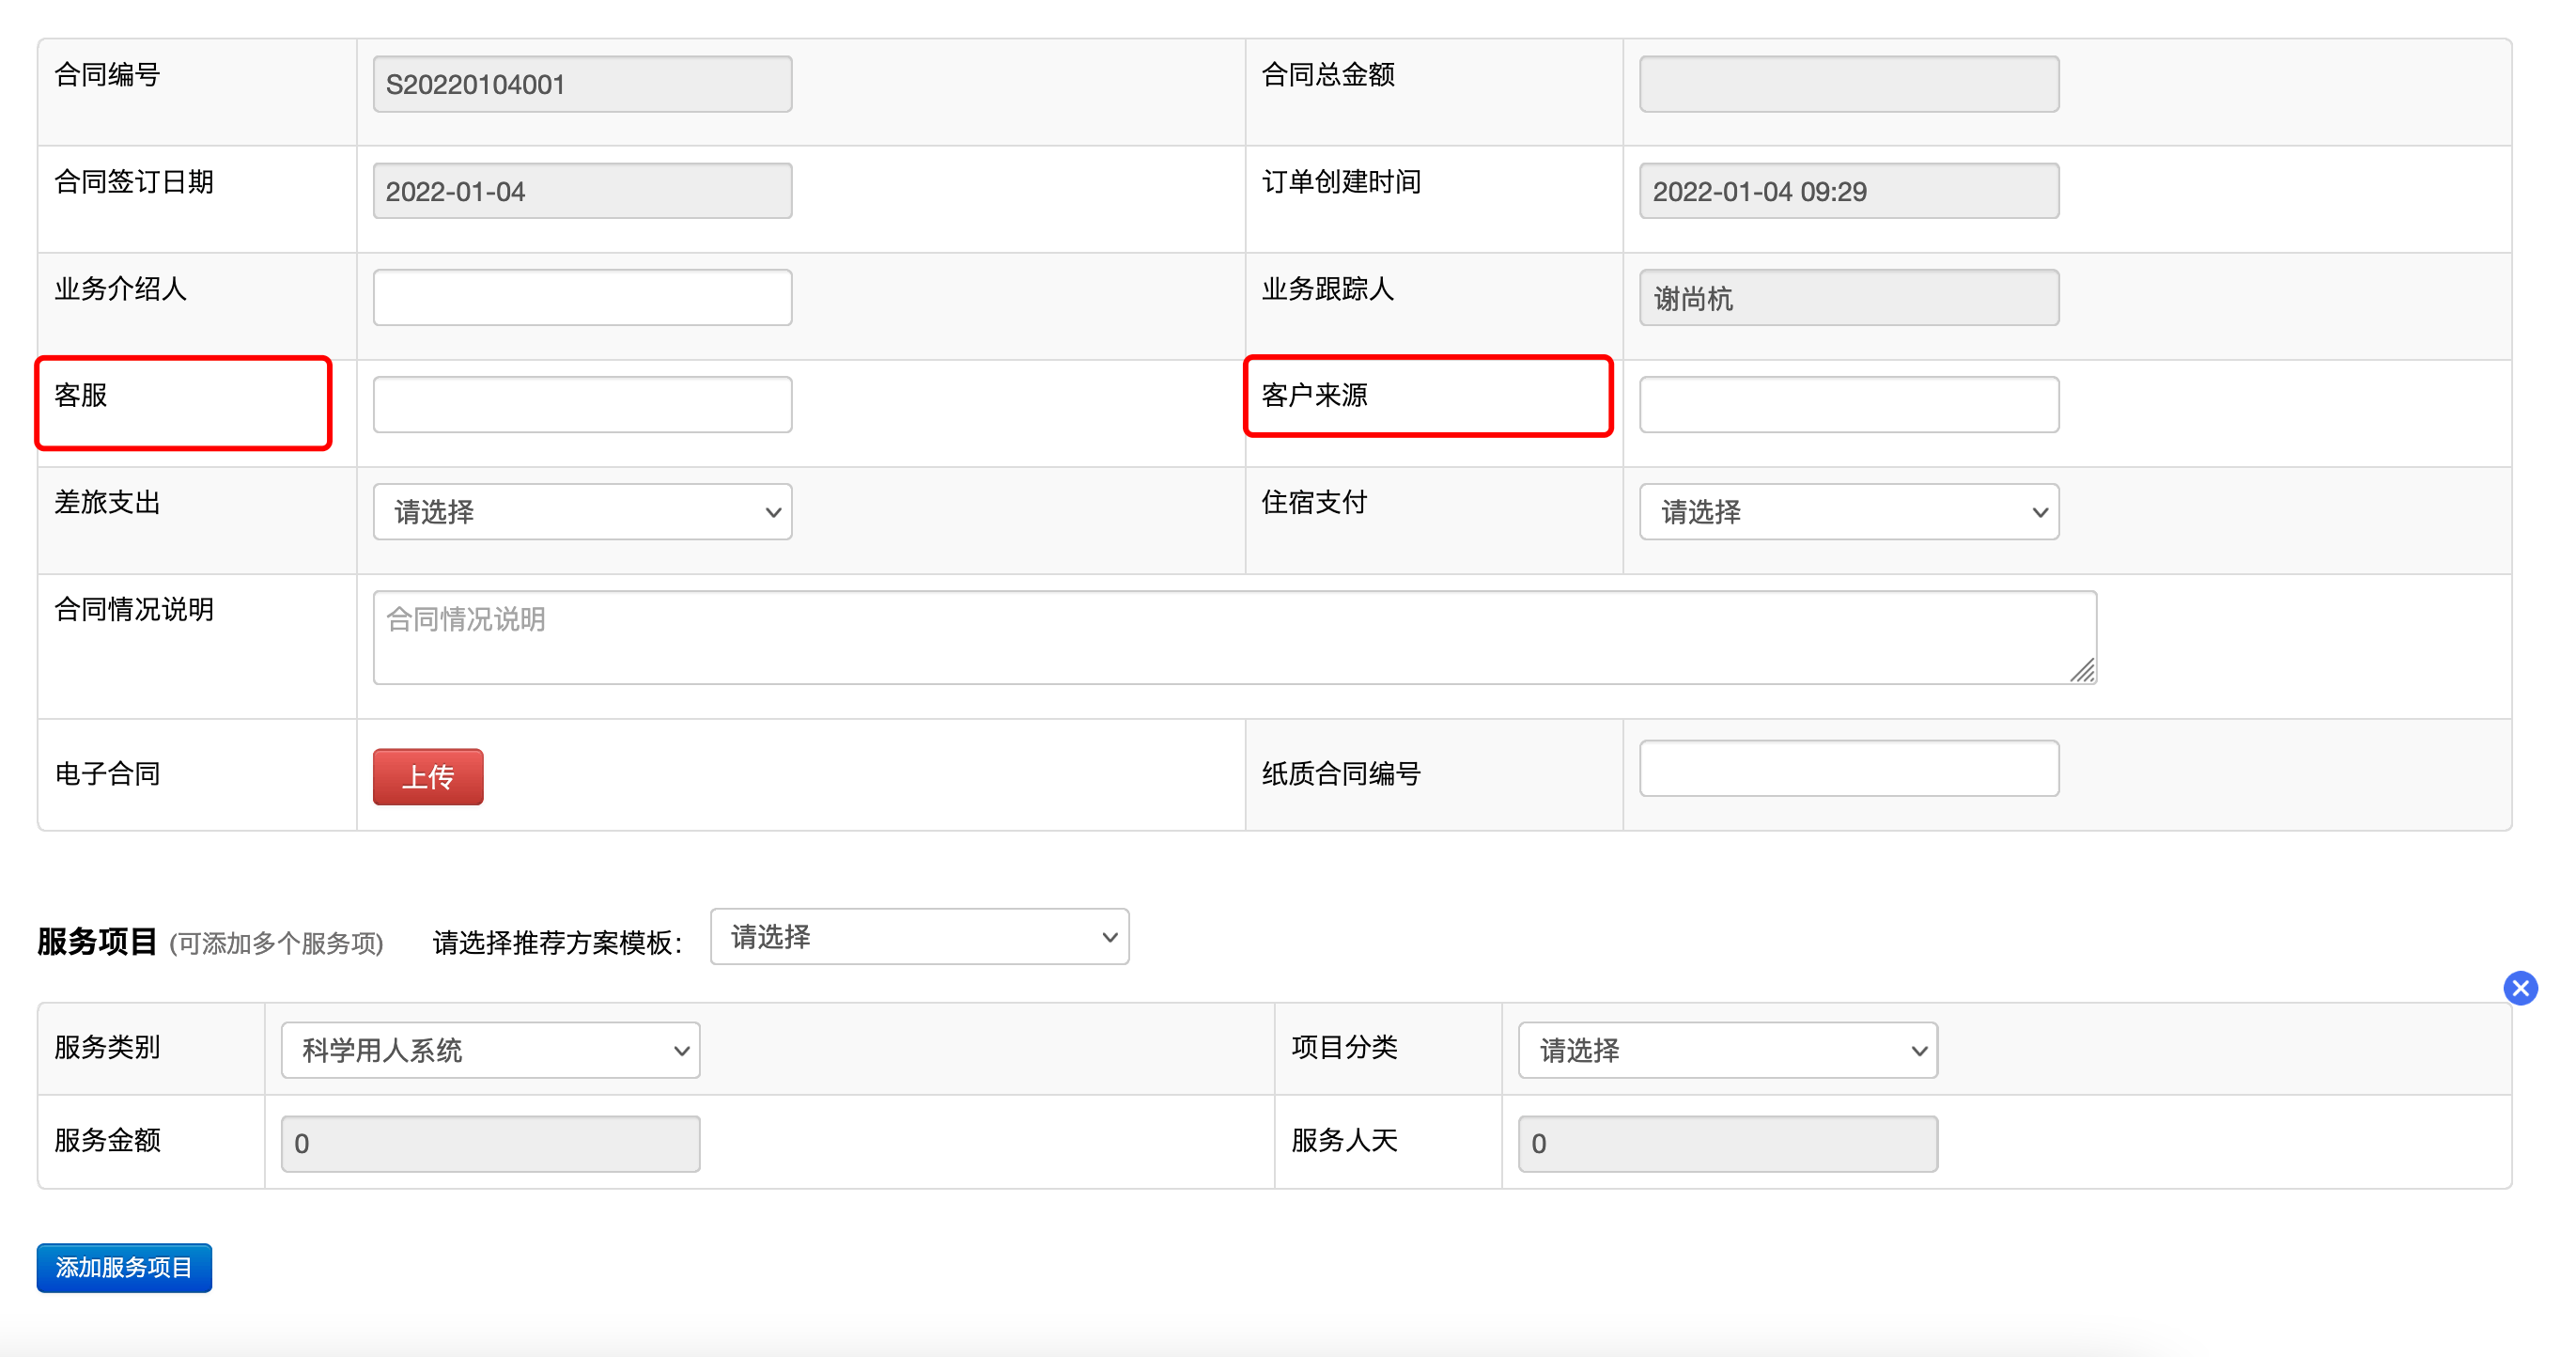 合同编号 S20220104001 合同总金额
合同签订日期 2022-01-04 订单创建时间 2022-01-04 09:29
业务介绍人 业务跟踪人 谢尚杭
客服 客户来源
差旅支出 请选择 住宿支付 请选择
合同情况说明 合同情况说明
电子合同 上传 纸质合同编号
服务项目 (可添加多个服务项) 请选择推荐方案模板： 请选择
服务类别 科学用人系统 项目分类 请选择
服务金额 0 服务人天 0
添加服务项目